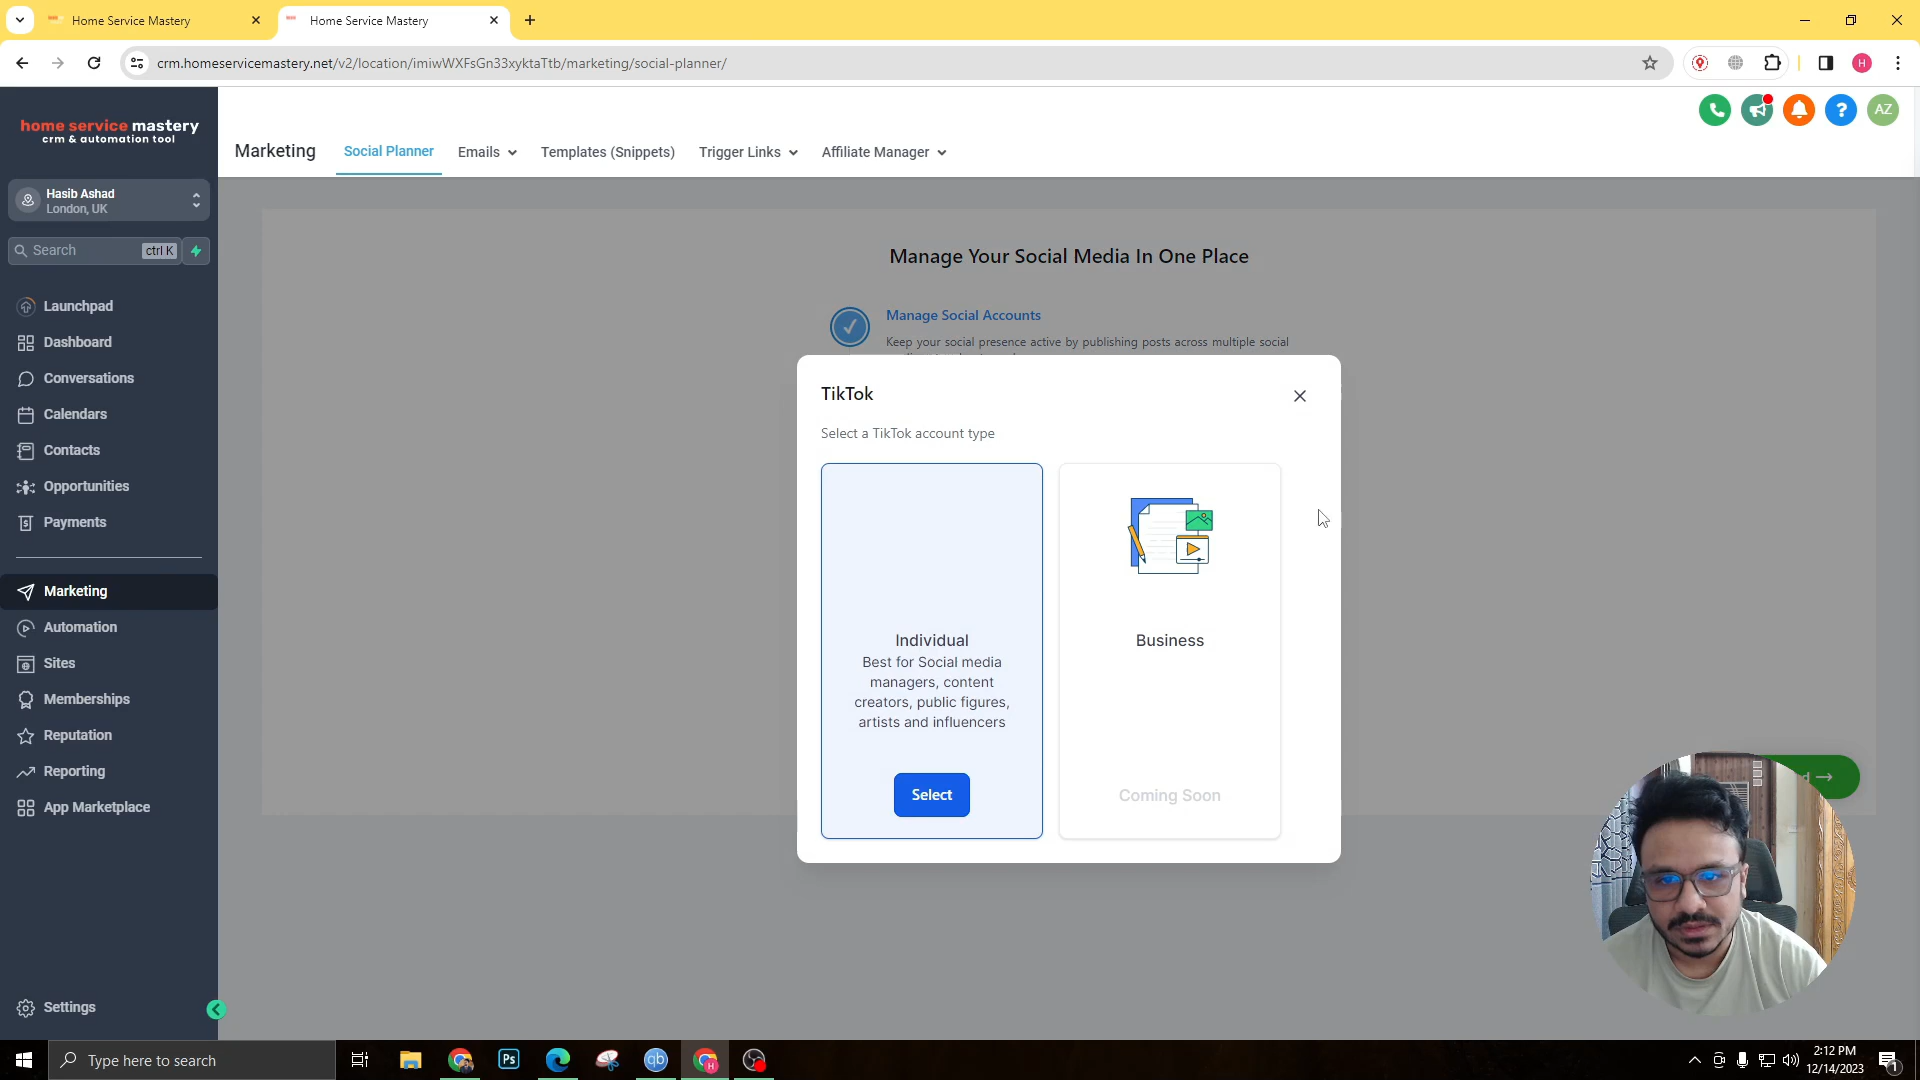 Home Service Mastery
Home Service Mastery
crm.homeservicemastery.net/v2/location/imiwWXFsGn33xyktaTtb/marketing/social-planner/
H
home service mastery
crm & automation tool
Hasib Ashad
London, UK
Search
ctrl K
Launchpad
Dashboard
Conversations
Calendars
Contacts
Opportunities
Payments
Marketing
Automation
Sites
Memberships
Reputation
Reporting
App Marketplace
Settings
AZ
Marketing
Social Planner
Emails
Templates (Snippets)
Trigger Links
Affiliate Manager
Manage Your Social Media In One Place
Manage Social Accounts
Keep your social presence active by publishing posts across multiple social
TikTok
Select a TikTok account type
Individual
Best for Social media
managers, content
creators, public figures,
artists and influencers
Select
Business
Coming Soon
Type here to search
Ps
qb
H
2:12 PM
12/14/2023
1